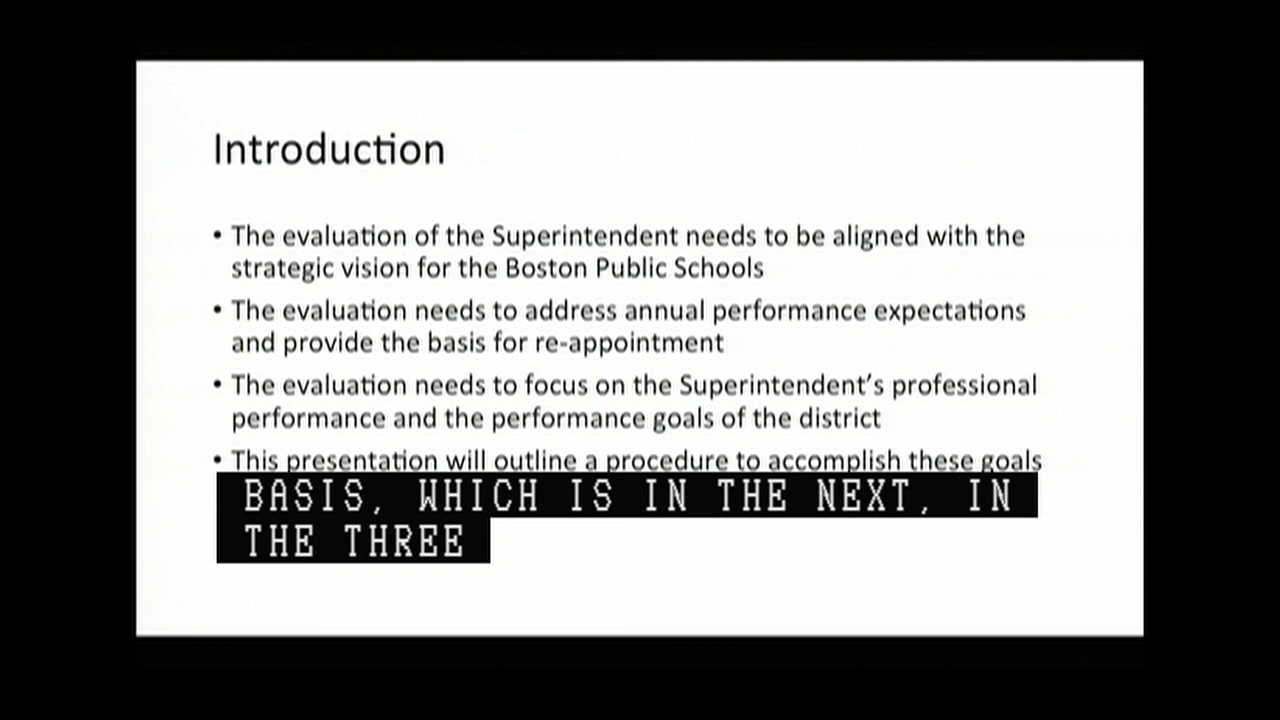 Introduction
• The evaluation of the Superintendent needs to be aligned with the
strategic vision for the Boston Public Schools
• The evaluation needs to address annual performance expectations
and provide the basis for re-appointment
• The evaluation needs to focus on the Superintendent's professional
performance and the performance goals of the district
• This presentation will outline a procedure to accomplish these goals
BASIS, WHICH IS IN THE NEXT, IN
THE THREE